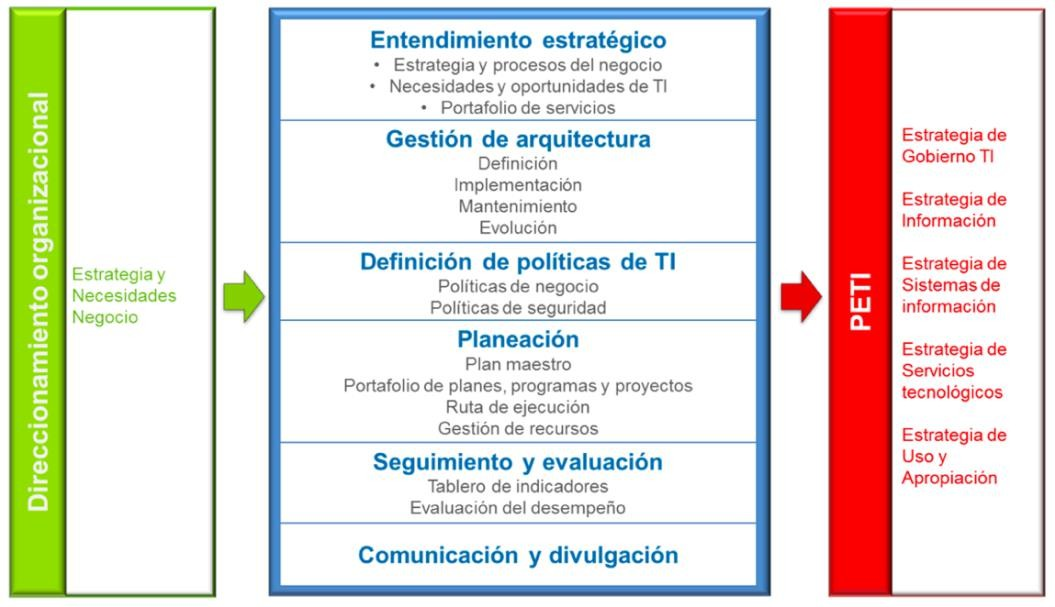 Direccionamiento organizacional
Estrategia y
Necesidades
Negocio
Entendimiento estratégico
• Estrategia y procesos del negocio
• Necesidades y oportunidades de TI
• Portafolio de servicios
Gestión de arquitectura
Definición
Implementación
Mantenimiento
Evolución
Definición de políticas de TI
Políticas de negocio
Políticas de seguridad
Planeación
Plan maestro
Portafolio de planes, programas y proyectos
Ruta de ejecución
Gestión de recursos
Seguimiento y evaluación
Tablero de indicadores
Evaluación del desempeño
Comunicación y divulgación
PETI
Estrategia de
Gobierno TI
Estrategia de
Información
Estrategia de
Sistemas de
información
Estrategia de
Servicios
tecnológicos
Estrategia de
Uso y
Apropiación